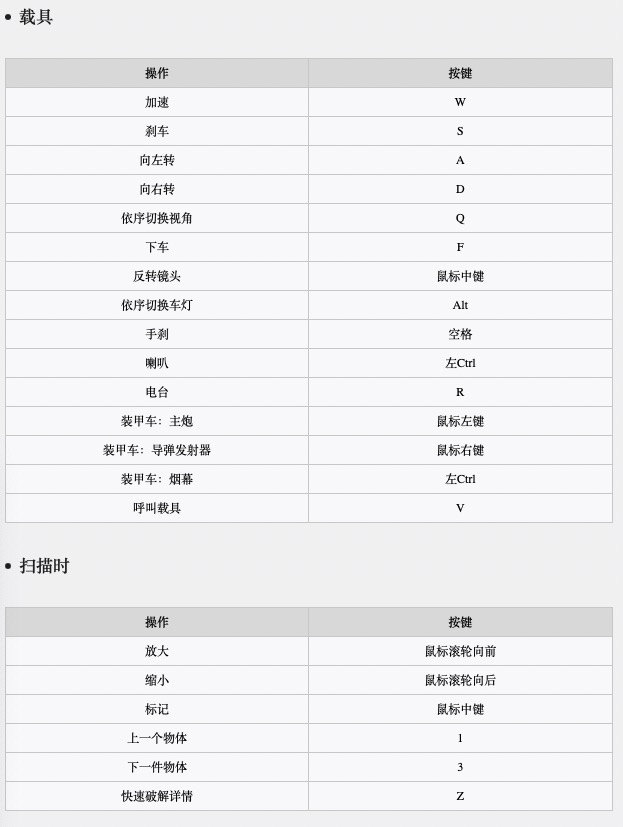 • 载具
操作 按键
加速 W
刹车 S
向左转 A
向右转 D
依序切换视角 Q
下车 F
反转镜头 鼠标中键
依序切换车灯 Alt
手刹 空格
喇叭 左Ctrl
电台 R
装甲车：主炮 鼠标左键
装甲车：导弹发射器 鼠标右键
装甲车：烟幕 左Ctrl
呼叫载具 V
• 扫描时
操作 按键
放大 鼠标滚轮向前
缩小 鼠标滚轮向后
标记 鼠标中键
上一个物体 1
下一件物体 3
快速破解详情 Z